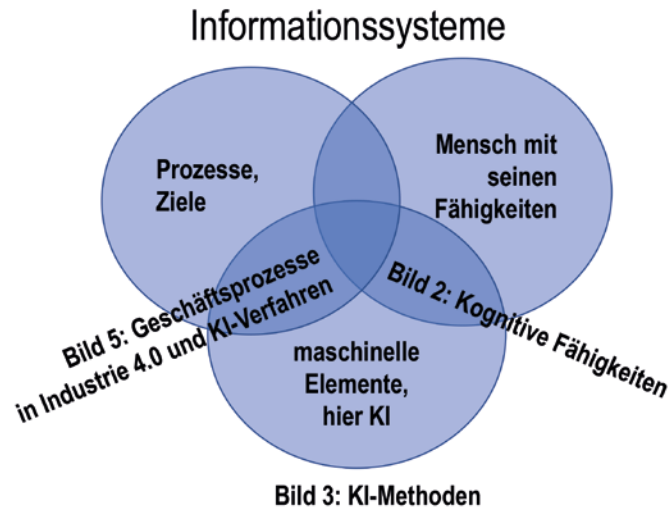 Informationssysteme
Prozesse,
Ziele
Mensch mit
seinen
Fähigkeiten
Bild 5: Geschäftsprozesse
in Industrie 4.0 und KI-Verfahren
Bild 2: Kognitive Fähigkeiten
maschinelle
Elemente,
hier KI
Bild 3: KI-Methoden